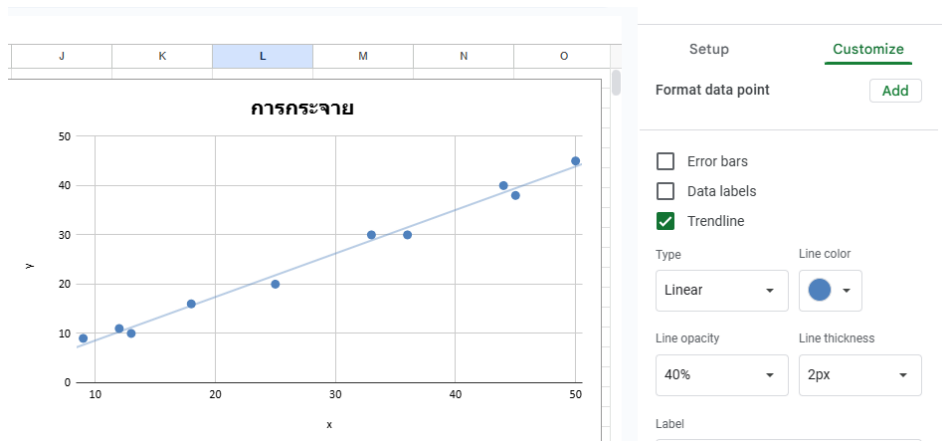 J K L M N O
Setup Customize
Format data point Add
การกระจาย
50
40
30
20
10
0
y
10 20 30 40 50
x
Error bars
Data labels
Trendline
Type Line color
Linear
Line opacity Line thickness
40% 2px
Label